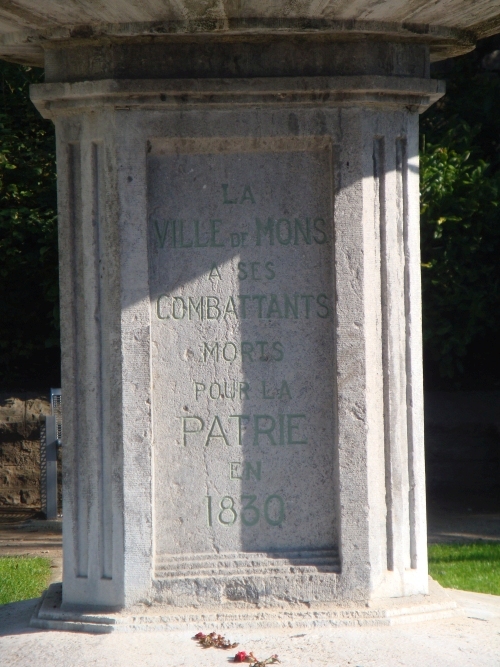 LA
VILLE DE MONS
A SES
COMBATTANTS
MORTS
POUR LA
PATRIE
EN
1830